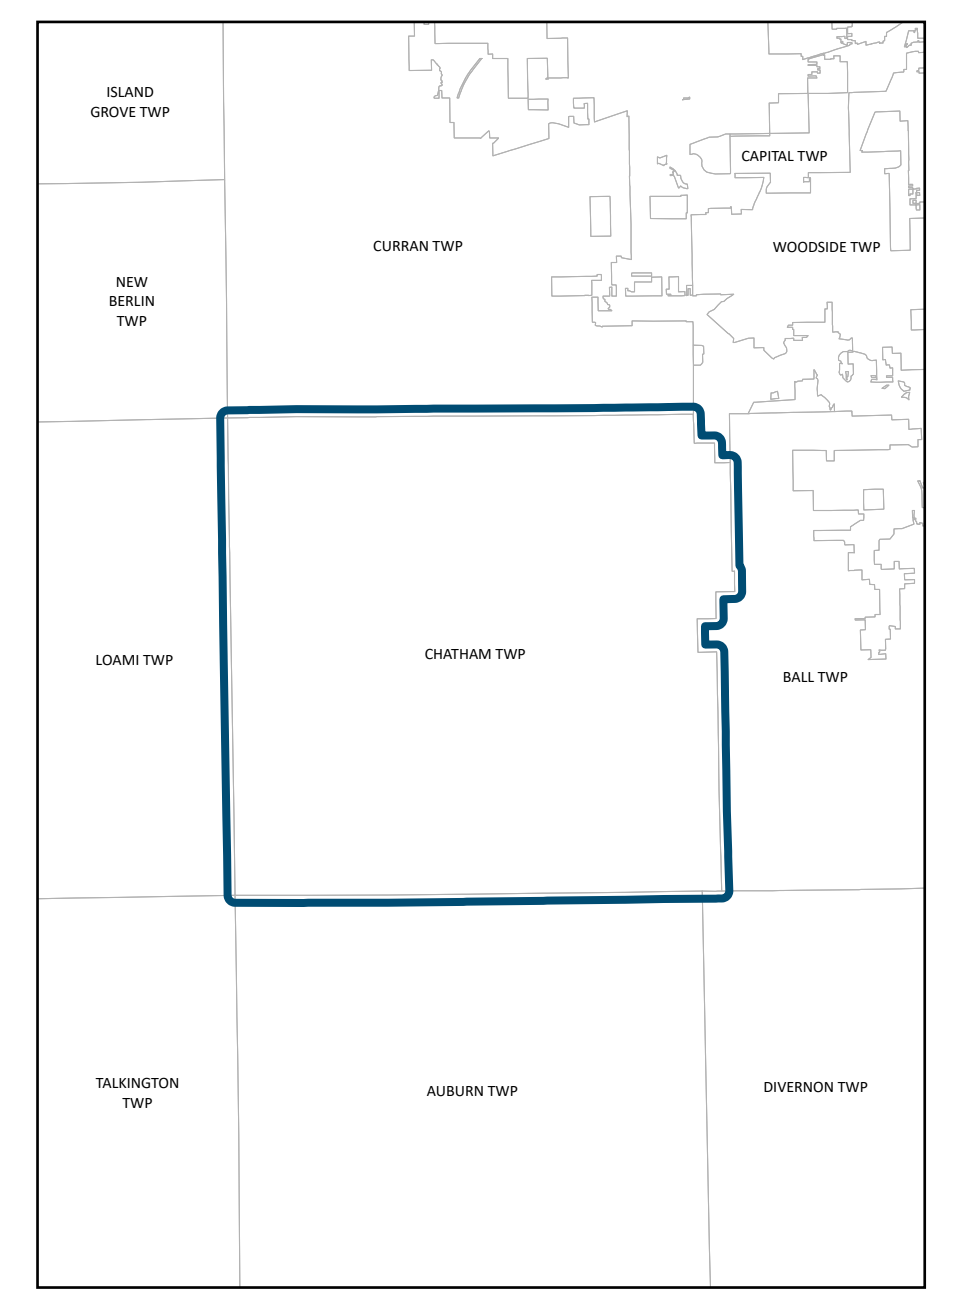 ISLAND
GROVE TWP
CAPITAL TWP
CURRAN TWP
WOODSIDE TWP
NEW
BERLIN
TWP
LOAMI TWP
CHATHAM TWP
BALL TWP
TALKINGTON
TWP
AUBURN TWP
DIVERNON TWP